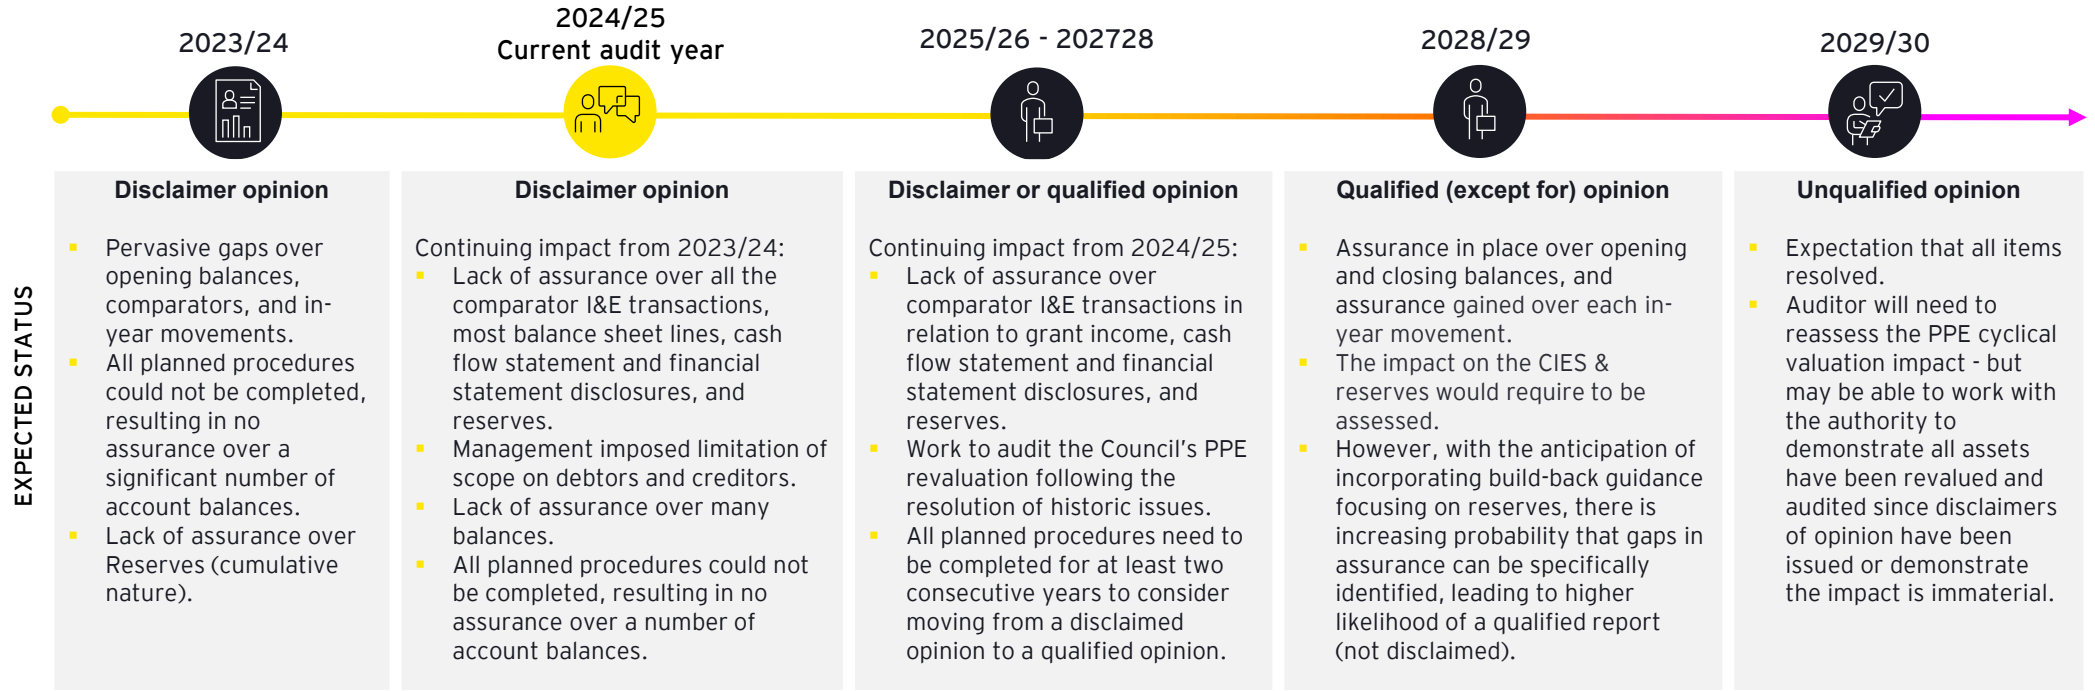 2023/24
2024/25
Current audit year
2025/26 - 202728
2028/29
2029/30
EXPECTED STATUS
Disclaimer opinion
Pervasive gaps over
opening balances,
comparators, and in-
year movements.
All planned procedures
could not be completed,
resulting in no
assurance over a
significant number of
account balances.
Lack of assurance over
Reserves (cumulative
nature).
Disclaimer opinion
Continuing impact from 2023/24:
Lack of assurance over all the
comparator I&E transactions,
most balance sheet lines, cash
flow statement and financial
statement disclosures, and
reserves.
Management imposed limitation of
scope on debtors and creditors.
Lack of assurance over many
balances.
All planned procedures could not
be completed, resulting in no
assurance over a number of
account balances.
Disclaimer or qualified opinion
Continuing impact from 2024/25:
Lack of assurance over
comparator I&E transactions in
relation to grant income, cash
flow statement and financial
statement disclosures, and
reserves.
Work to audit the Council's PPE
revaluation following the
resolution of historic issues.
All planned procedures need to
be completed for at least two
consecutive years to consider
moving from a disclaimed
opinion to a qualified opinion.
Qualified (except for) opinion
Assurance in place over opening
and closing balances, and
assurance gained over each in-
year movement.
The impact on the CIES &
reserves would require to be
assessed.
However, with the anticipation of
incorporating build-back guidance
focusing on reserves, there is
increasing probability that gaps in
assurance can be specifically
identified, leading to higher
likelihood of a qualified report
(not disclaimed).
Unqualified opinion
Expectation that all items
resolved.
Auditor will need to
reassess the PPE cyclical
valuation impact - but
may be able to work with
the authority to
demonstrate all assets
have been revalued and
audited since disclaimers
of opinion have been
issued or demonstrate
the impact is immaterial.